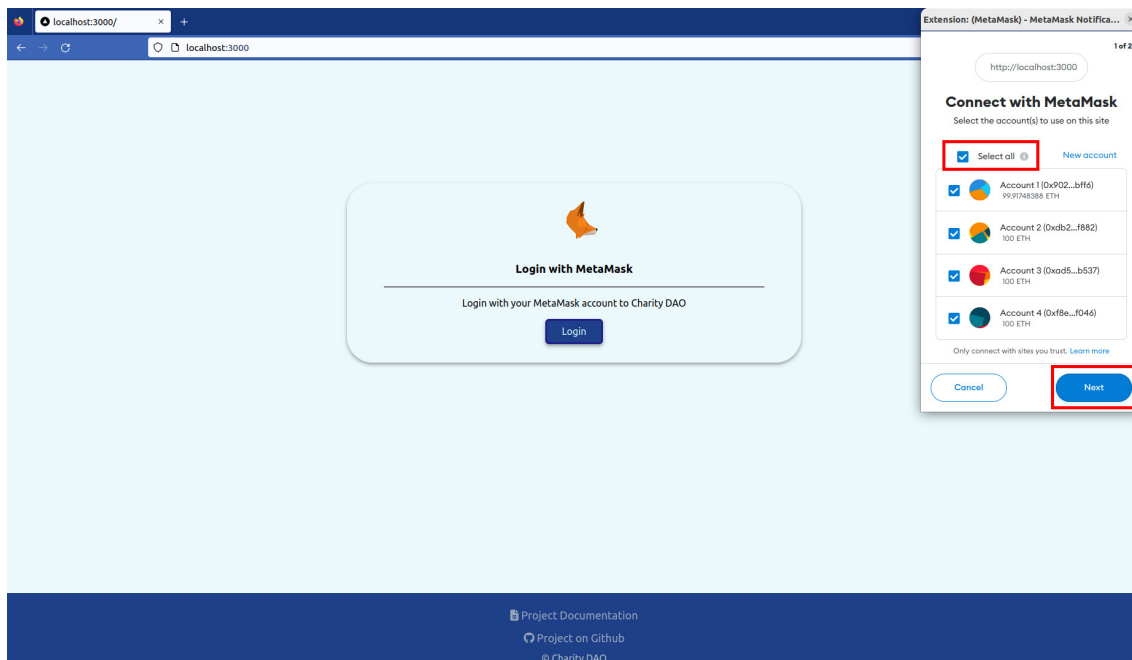 localhost:3000/
localhost:3000
Login with MetaMask
Login with your MetaMask account to Charity DAO
Login
Extension: (MetaMask) - MetaMask Notifica...
1 of 2
http://localhost:3000
Connect with MetaMask
Select the account(s) to use on this site
Select all
New account
Account 1 (0x902...bff6)
99.91748388 ETH
Account 2 (0xdb2...f882)
100 ETH
Account 3 (0xad5...b537)
100 ETH
Account 4 (0xf8e...f046)
100 ETH
Only connect with sites you trust. Learn more
Cancel
Next
Project Documentation
Project on Github
© Charity DAO